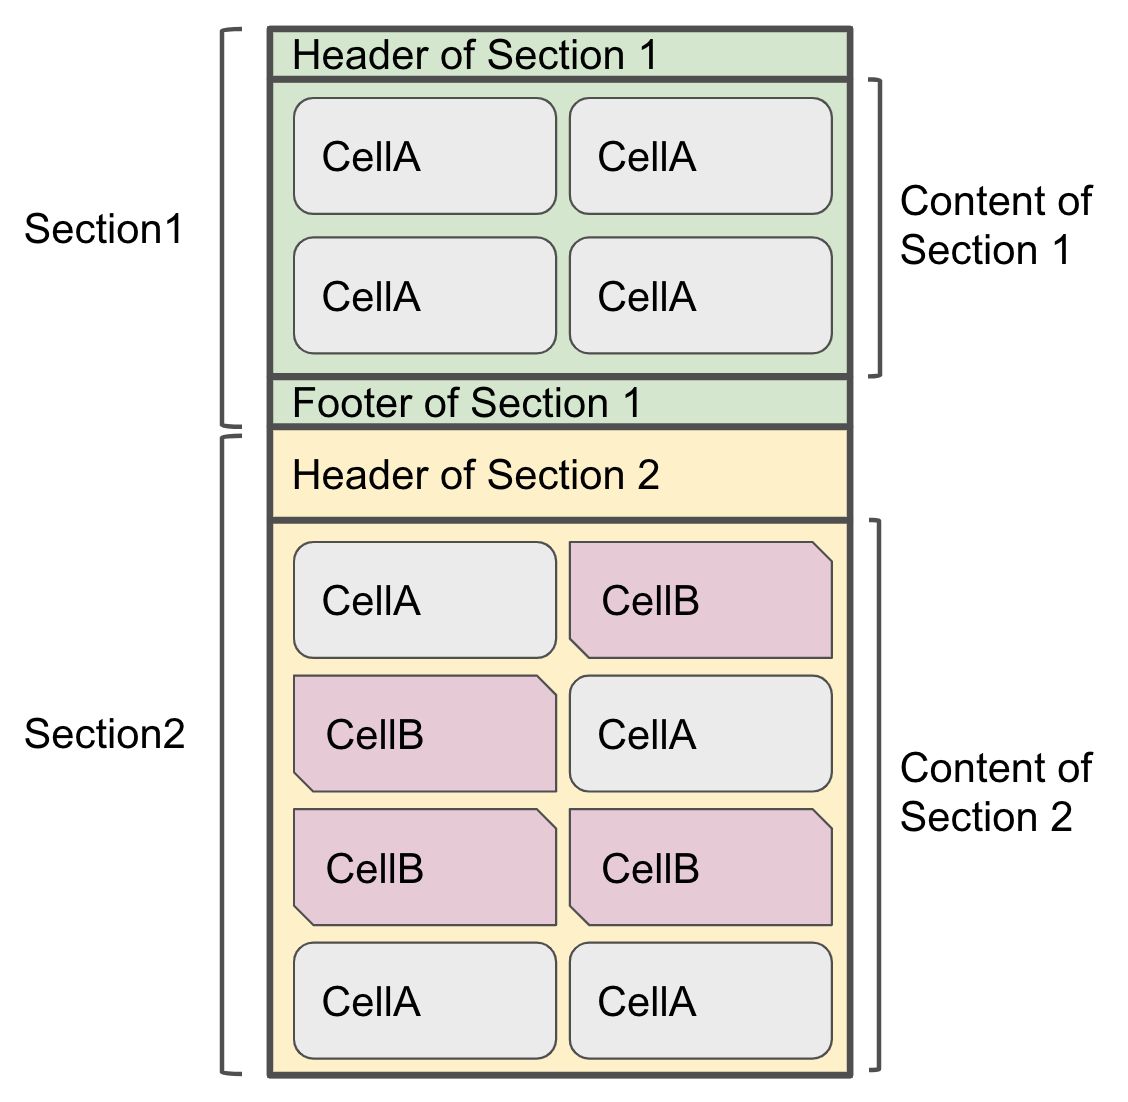 Header of Section 1
CellA CellA
Section1
Content of
Section 1
CellA CellA
Footer of Section 1
Header of Section 2
CellA CellB
Section2
CellB CellA
Content of
Section 2
CellB CellB
CellA CellA